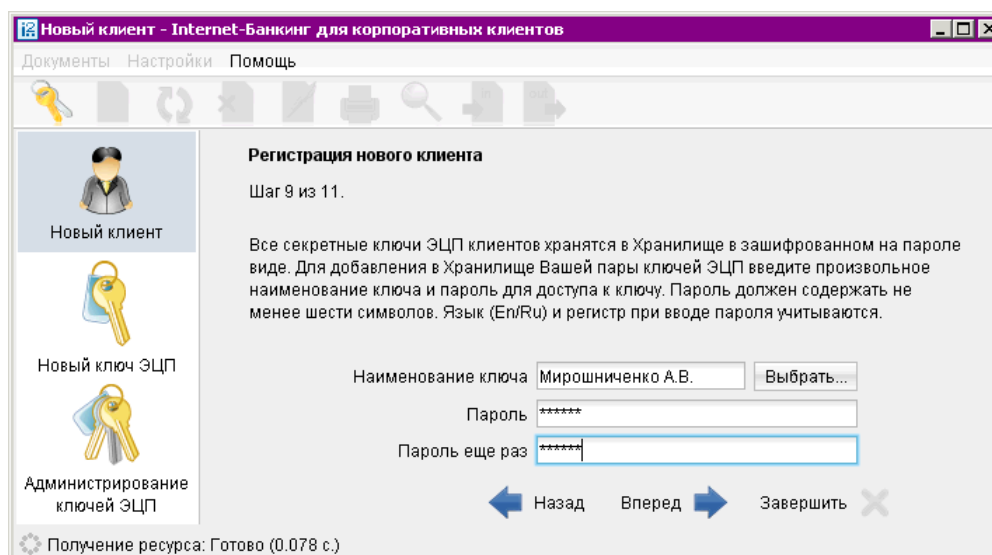 Новый клиент - Internet-Банкинг для корпоративных клиентов
Документы Настройки Помощь
in
out
Новый клиент
Новый ключ ЭЦП
Администрирование
ключей ЭЦП
Регистрация нового клиента
Шаг 9 из 11.
Все секретные ключи ЭЦП клиентов хранятся в Хранилище в зашифрованном на пароле
виде. Для добавления в Хранилище Вашей пары ключей ЭЦП введите произвольное
наименование ключа и пароль для доступа к ключу. Пароль должен содержать не
менее шести символов. Язык (En/Ru) и регистр при вводе пароля учитываются.
Наименование ключа Мирошниченко А.В. Выбрать...
Пароль ******
Пароль еще раз ******
Назад Вперед Завершить
Получение ресурса: Готово (0.078 с.)